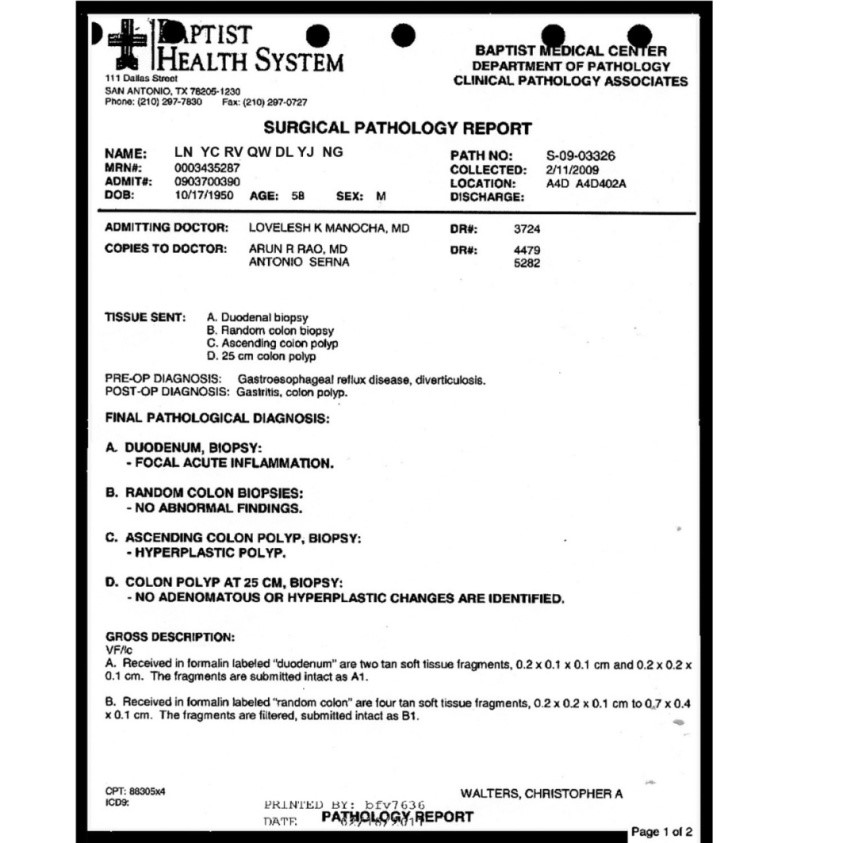 BAPTIST
HEALTH SYSTEM
111 Dallas Street
SAN ANTONIO, TX 78205-1230
Phone: (210) 297-7830 Fax: (210) 297-0727
BAPTIST MEDICAL CENTER
DEPARTMENT OF PATHOLOGY
CLINICAL PATHOLOGY ASSOCIATES
SURGICAL PATHOLOGY REPORT
NAME: LN YC RV QW DL YJ NG PATH NO: S-09-03326
MRN#: 0003435287 COLLECTED: 2/11/2009
ADMIT#: 0903700390 LOCATION: A4D A4D402A
DOB: 10/17/1950 AGE: 58 SEX: M DISCHARGE:
ADMITTING DOCTOR: LOVELESH K MANOCHA, MD DR#: 3724
COPIES TO DOCTOR: ARUN R RAO, MD DR#: 4479
ANTONIO SERNA 5282
TISSUE SENT: A. Duodenal biopsy
B. Random colon biopsy
C. Ascending colon polyp
D. 25 cm colon polyp
PRE-OP DIAGNOSIS: Gastroesophageal reflux disease, diverticulosis.
POST-OP DIAGNOSIS: Gastritis, colon polyp.
FINAL PATHOLOGICAL DIAGNOSIS:
A. DUODENUM, BIOPSY:
- FOCAL ACUTE INFLAMMATION.
B. RANDOM COLON BIOPSIES:
- NO ABNORMAL FINDINGS.
C. ASCENDING COLON POLYP, BIOPSY:
- HYPERPLASTIC POLYP.
D. COLON POLYP AT 25 CM, BIOPSY:
- NO ADENOMATOUS OR HYPERPLASTIC CHANGES ARE IDENTIFIED.
GROSS DESCRIPTION:
VF/lc
A. Received in formalin labeled "duodenum" are two tan soft tissue fragments, 0.2 x 0.1 x 0.1 cm and 0.2 x 0.2 x
0.1 cm. The fragments are submitted intact as A1.
B. Received in formalin labeled "random colon" are four tan soft tissue fragments, 0.2 x 0.2 x 0.1 cm to 0.7 x 0.4
x 0.1 cm. The fragments are filtered, submitted intact as B1.
CPT: 88305x4 WALTERS, CHRISTOPHER A
ICD9:
PRINTED BY: bfv7636
DATE
PATHOLOGY REPORT
Page 1 of 2